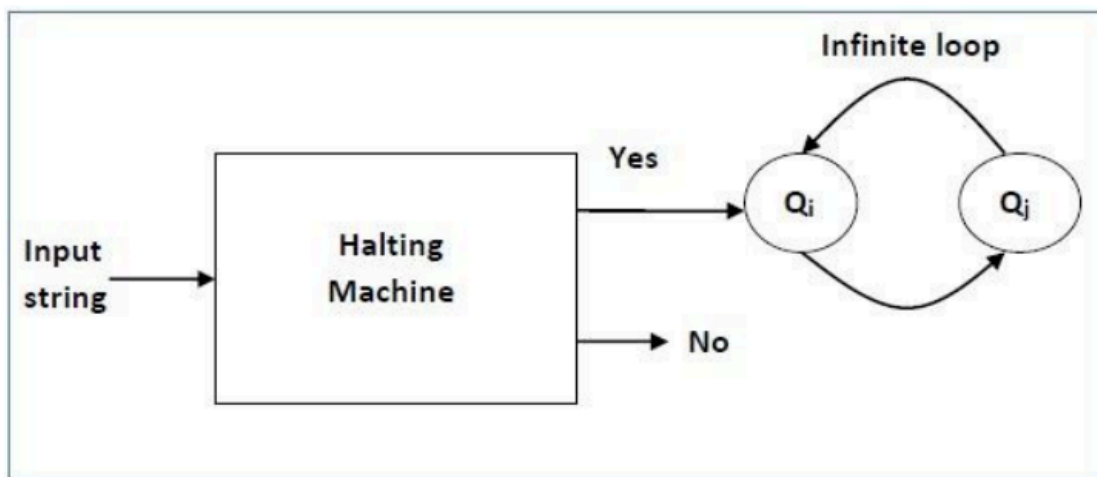 Infinite loop
Yes
Qi
Qj
Input
string
Halting
Machine
No